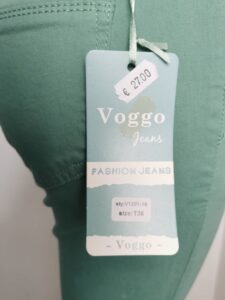 € 27.00
Voggo
Jeans
FASHION JEANS
size: T.38
- Voggo -